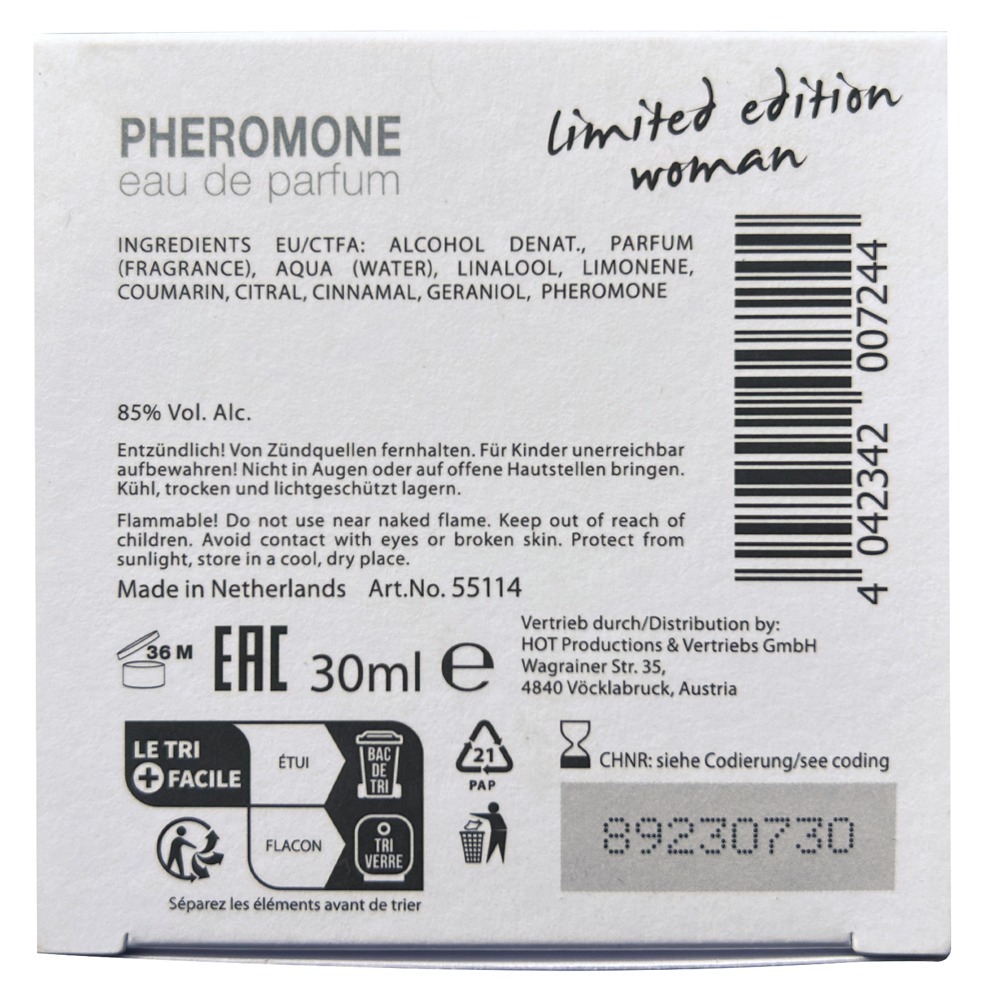 PHEROMONE
eau de parfum
limited edition
woman
INGREDIENTS EU/CTFA: ALCOHOL DENAT., PARFUM
(FRAGRANCE), AQUA (WATER), LINALOOL, LIMONENE,
COUMARIN, CITRAL, CINNAMAL, GERANIOL, PHEROMONE
4 042342 007244
85% Vol. Alc.
Entzündlich! Von Zündquellen fernhalten. Für Kinder unerreichbar
aufbewahren! Nicht in Augen oder auf offene Hautstellen bringen.
Kühl, trocken und lichtgeschützt lagern.
Flammable! Do not use near naked flame. Keep out of reach of
children. Avoid contact with eyes or broken skin. Protect from
sunlight, store in a cool, dry place.
Made in Netherlands Art.No. 55114
36 M
EAC
30ml e
Vertrieb durch/Distribution by:
HOT Productions & Vertriebs GmbH
Wagrainer Str. 35,
4840 Vöcklabruck, Austria
LE TRI
+ FACILE
ÉTUI
BAC
DE
TRI
FLACON
TRI
VERRE
Séparez les éléments avant de trier
21
PAP
CHNR: siehe Codierung/see coding
89230730